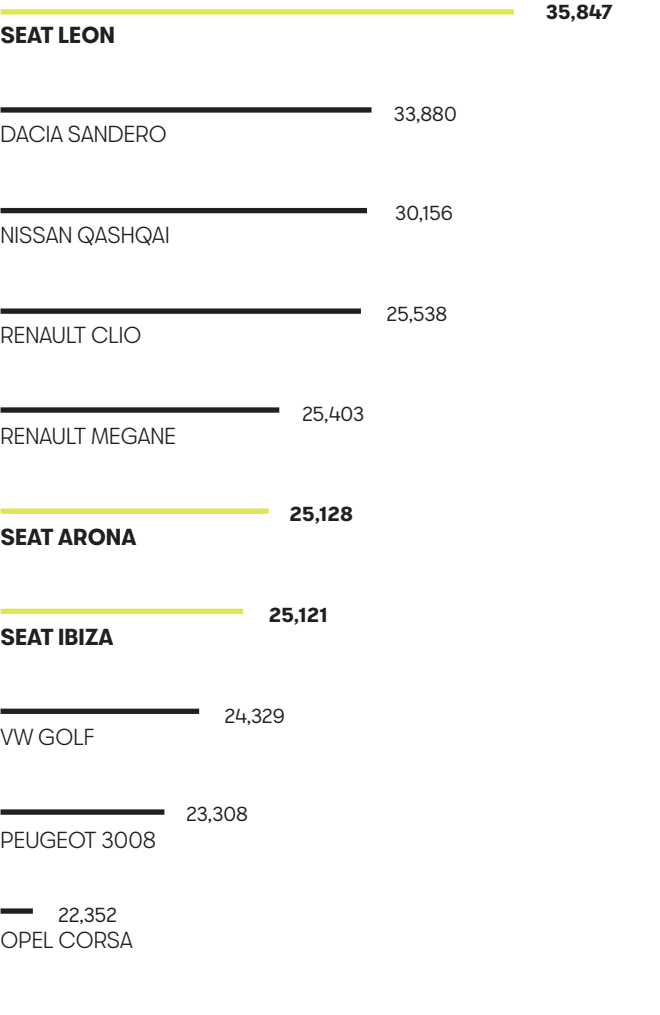 35,847
SEAT LEON
33,880
DACIA SANDERO
30,156
NISSAN QASHQAI
25,538
RENAULT CLIO
25,403
RENAULT MEGANE
25,128
SEAT ARONA
25,121
SEAT IBIZA
24,329
VW GOLF
23,308
PEUGEOT 3008
22,352
OPEL CORSA